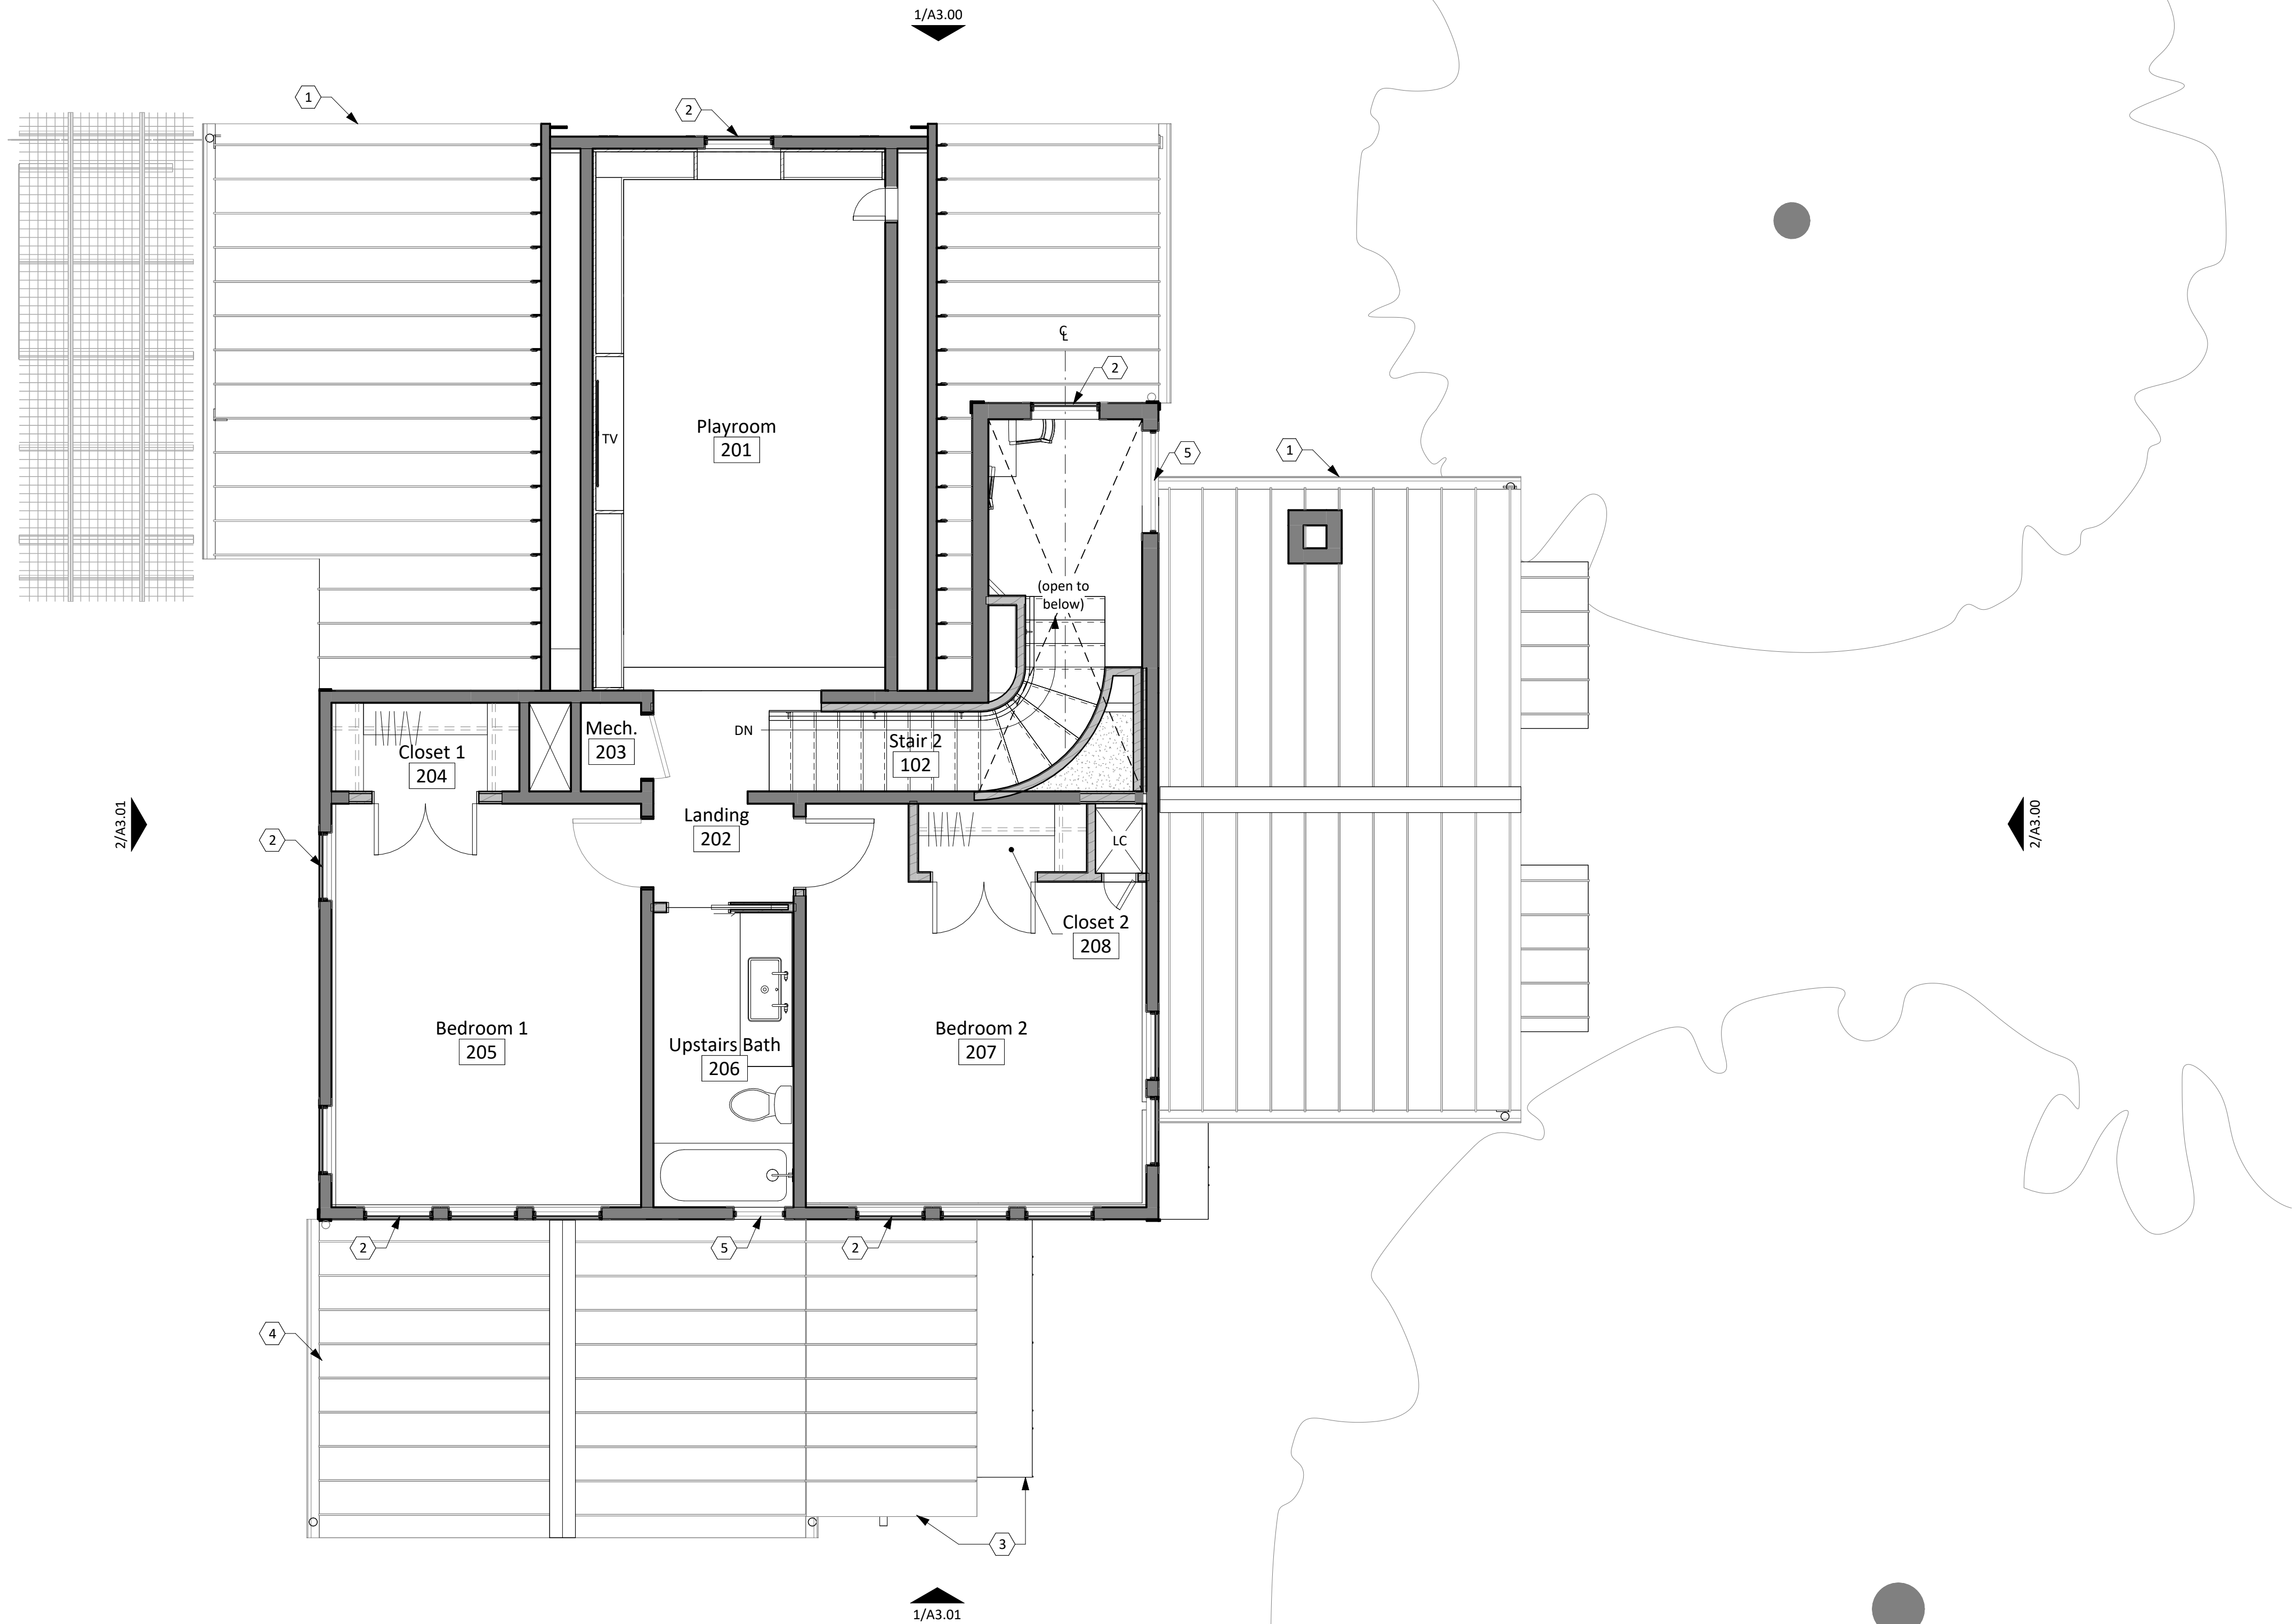 1/A3.00
1
2
℄
2
Playroom
201
TV
5
1
(open to
below)
Mech.
203
DN
Stair 2
102
Closet 1
204
2/A3.01
Landing
202
2
LC
2/A3.00
Closet 2
208
Bedroom 1
205
Upstairs Bath
206
Bedroom 2
207
2
5
2
4
3
1/A3.01